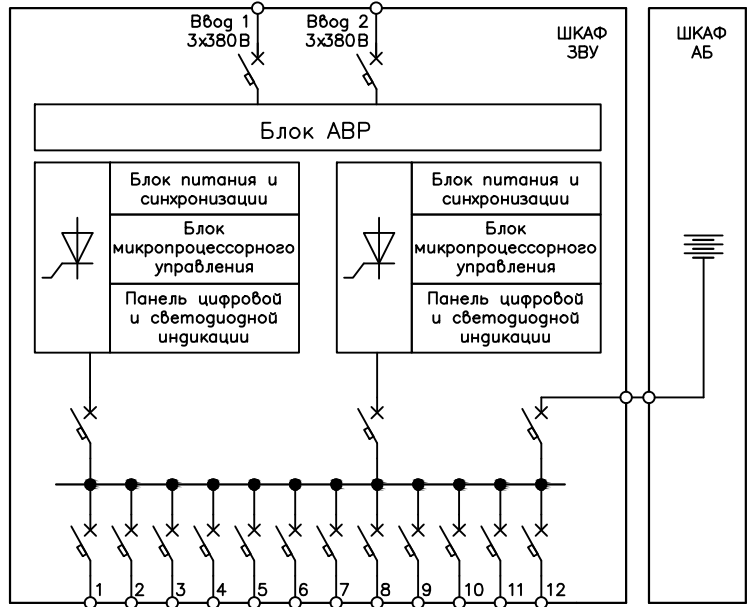 Ввод 1
3х380В
Ввод 2
3х380В
ШКАФ
ЗВУ
ШКАФ
АБ
Блок АВР
Блок питания и
синхронизации
Блок
микропроцессорного
управления
Панель цифровой
и светодиодной
индикации
Блок питания и
синхронизации
Блок
микропроцессорного
управления
Панель цифровой
и светодиодной
индикации
1 2 3 4 5 6 7 8 9 10 11 12